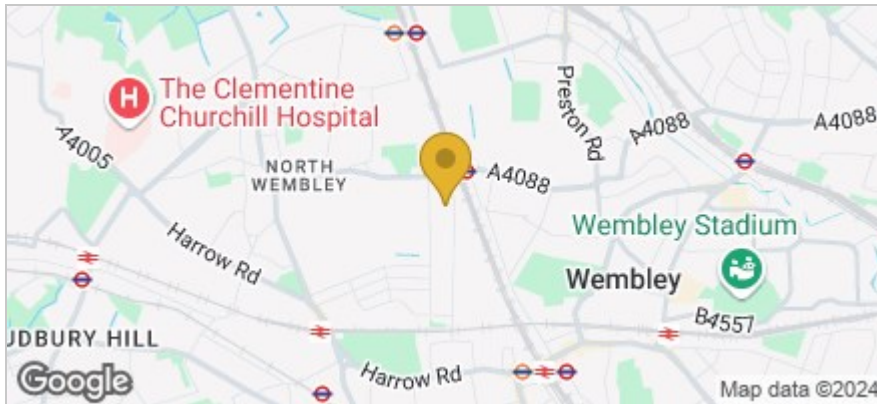 The Clementine
Churchill Hospital
H
A4005
Preston Rd
A4088
A4088
NORTH
WEMBLEY
A4088
Wembley Stadium
Harrow Rd
Wembley
B4557
UDBURY HILL
Harrow Rd
Google
Map data ©2024